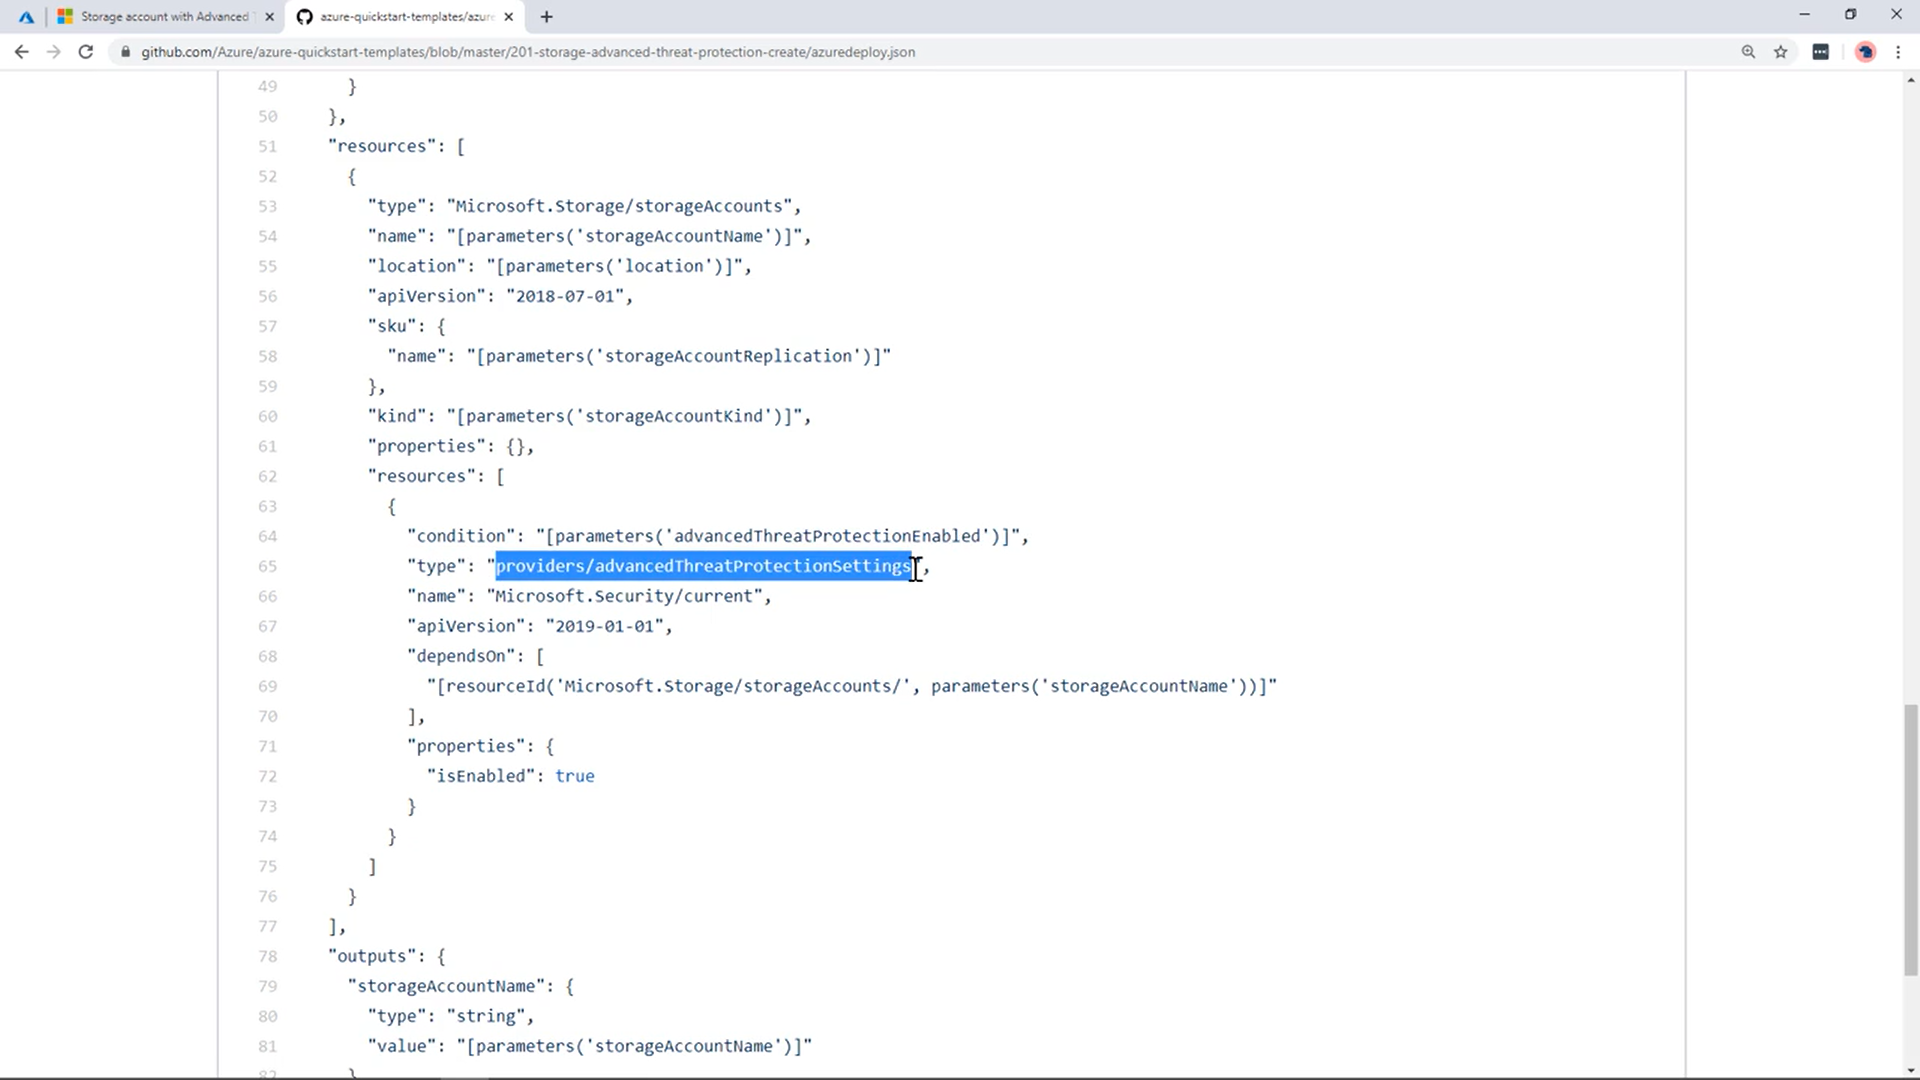 Storage account with Advanced
azure-quickstart-templates/azure
github.com/Azure/azure-quickstart-templates/blob/master/201-storage-advanced-threat-protection-create/azuredeploy.json
49 }
50 },
51 "resources": [
52 {
53 "type": "Microsoft.Storage/storageAccounts",
54 "name": "[parameters('storageAccountName')]",
55 "location": "[parameters('location')]",
56 "apiVersion": "2018-07-01",
57 "sku": {
58 "name": "[parameters('storageAccountReplication')]"
59 },
60 "kind": "[parameters('storageAccountKind')]",
61 "properties": {},
62 "resources": [
63 {
64 "condition": "[parameters('advancedThreatProtectionEnabled')]",
65 "type": "providers/advancedThreatProtectionSettings",
66 "name": "Microsoft.Security/current",
67 "apiVersion": "2019-01-01",
68 "dependsOn": [
69 "[resourceId('Microsoft.Storage/storageAccounts/', parameters('storageAccountName'))]"
70 ],
71 "properties": {
72 "isEnabled": true
73 }
74 }
75 ]
76 }
77 ],
78 "outputs": {
79 "storageAccountName": {
80 "type": "string",
81 "value": "[parameters('storageAccountName')]"
82 }